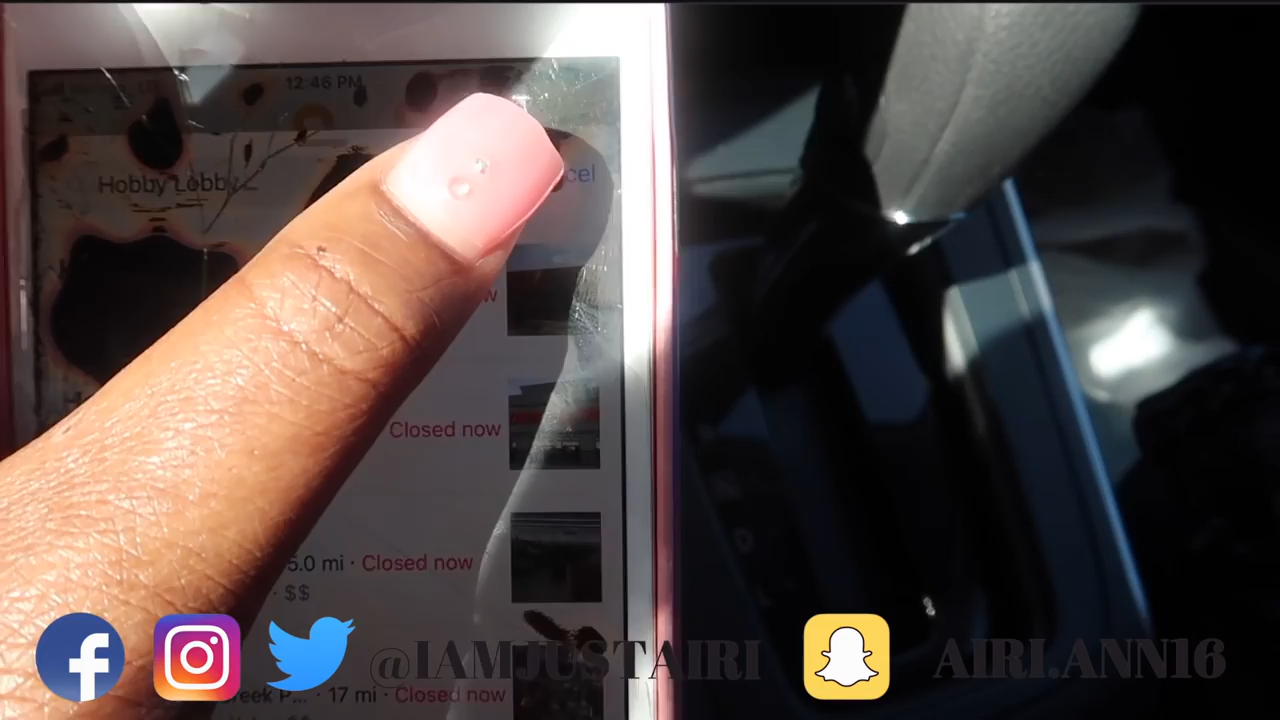 12:46 PM
Hobby Lobby
cel
Closed now
5.0 mi · Closed now
· $$
· 17 mi · Closed now
@IAMJUSTAIRI
AIRI.ANN16